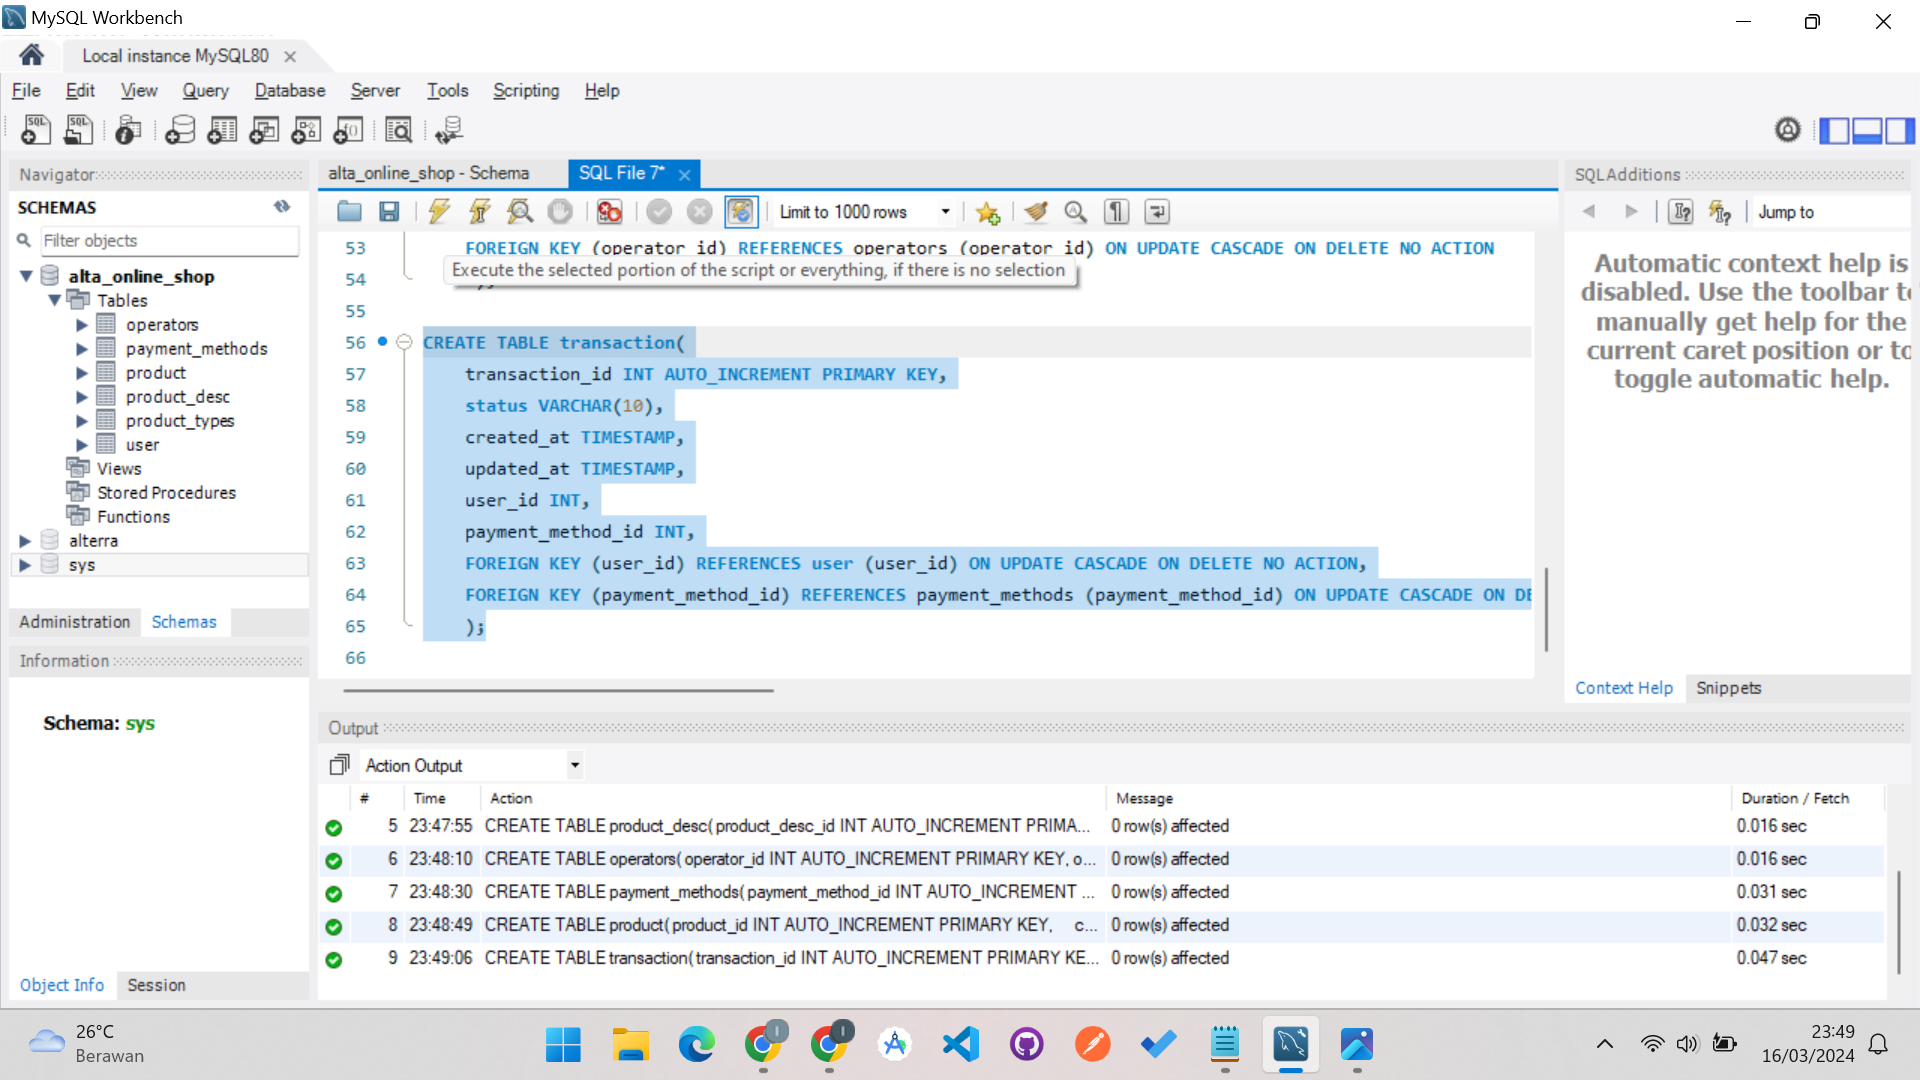 MySQL Workbench
Local instance MySQL80
File Edit View Query Database Server Tools Scripting Help
Navigator
SCHEMAS
Filter objects
alta_online_shop
Tables
operators
payment_methods
product
product_desc
product_types
user
Views
Stored Procedures
Functions
alterra
sys
Administration Schemas
Information
Schema: sys
Object Info Session
alta_online_shop - Schema SQL File 7*
Limit to 1000 rows
53 FOREIGN KEY (operator_id) REFERENCES operators (operator_id) ON UPDATE CASCADE ON DELETE NO ACTION
Execute the selected portion of the script or everything, if there is no selection
54
55
56 CREATE TABLE transaction(
57 transaction_id INT AUTO_INCREMENT PRIMARY KEY,
58 status VARCHAR(10),
59 created_at TIMESTAMP,
60 updated_at TIMESTAMP,
61 user_id INT,
62 payment_method_id INT,
63 FOREIGN KEY (user_id) REFERENCES user (user_id) ON UPDATE CASCADE ON DELETE NO ACTION,
64 FOREIGN KEY (payment_method_id) REFERENCES payment_methods (payment_method_id) ON UPDATE CASCADE ON DE
65 );
66
SQLAdditions
Jump to
Automatic context help is
disabled. Use the toolbar to
manually get help for the
current caret position or to
toggle automatic help.
Context Help Snippets
Output
Action Output
# Time Action Message Duration / Fetch
5 23:47:55 CREATE TABLE product_desc( product_desc_id INT AUTO_INCREMENT PRIMA... 0 row(s) affected 0.016 sec
6 23:48:10 CREATE TABLE operators( operator_id INT AUTO_INCREMENT PRIMARY KEY, o... 0 row(s) affected 0.016 sec
7 23:48:30 CREATE TABLE payment_methods( payment_method_id INT AUTO_INCREMENT ... 0 row(s) affected 0.031 sec
8 23:48:49 CREATE TABLE product( product_id INT AUTO_INCREMENT PRIMARY KEY, c... 0 row(s) affected 0.032 sec
9 23:49:06 CREATE TABLE transaction( transaction_id INT AUTO_INCREMENT PRIMARY KE... 0 row(s) affected 0.047 sec
26°C
Berawan
23:49
16/03/2024